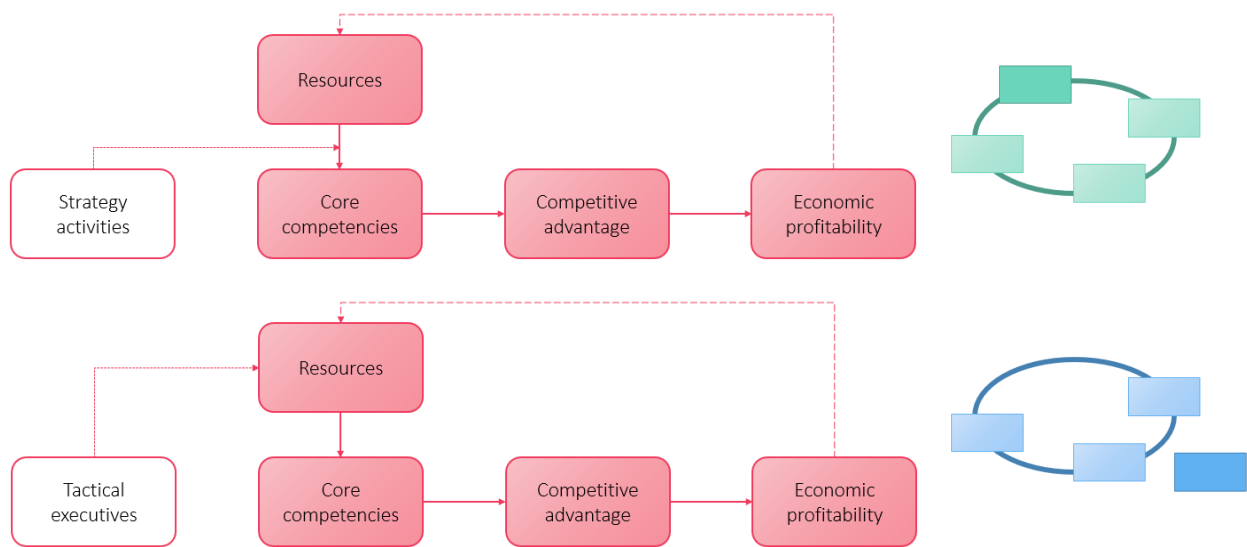 Resources
Strategy
activities
Core
competencies
Competitive
advantage
Economic
profitability
Resources
Tactical
executives
Core
competencies
Competitive
advantage
Economic
profitability